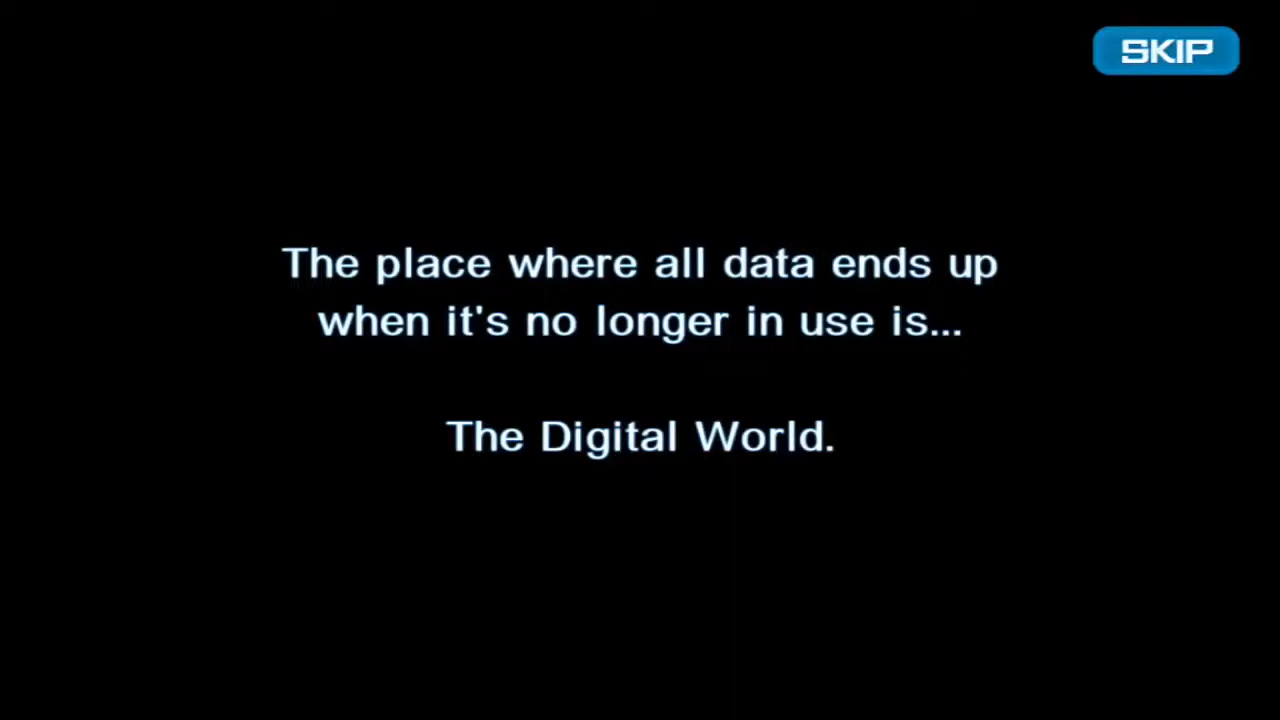 SKIP
The place where all data ends up
when it's no longer in use is...
The Digital World.